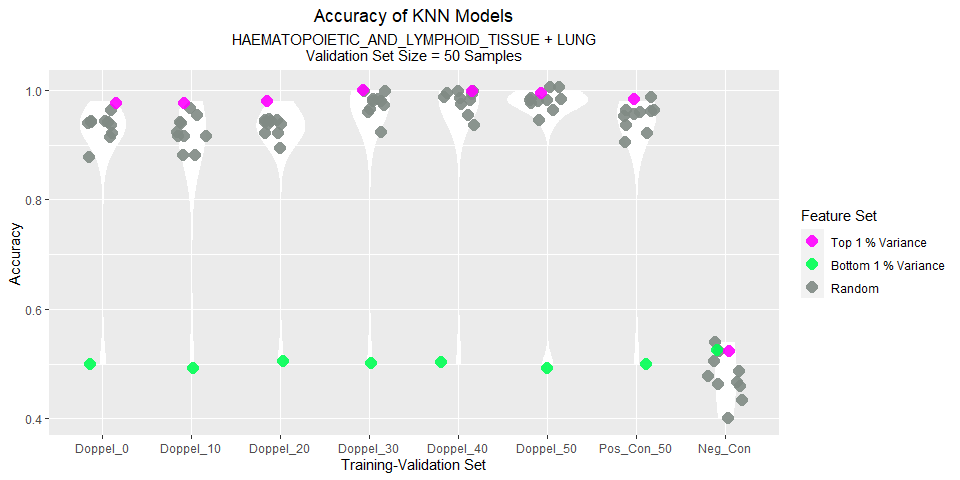 Accuracy of KNN Models
HAEMATOPOIETIC_AND_LYMPHOID_TISSUE + LUNG
Validation Set Size = 50 Samples
Accuracy
1.0
0.8
0.6
0.4
Doppel_0 Doppel_10 Doppel_20 Doppel_30 Doppel_40 Doppel_50 Pos_Con_50 Neg_Con
Training-Validation Set
Feature Set
Top 1 % Variance
Bottom 1 % Variance
Random